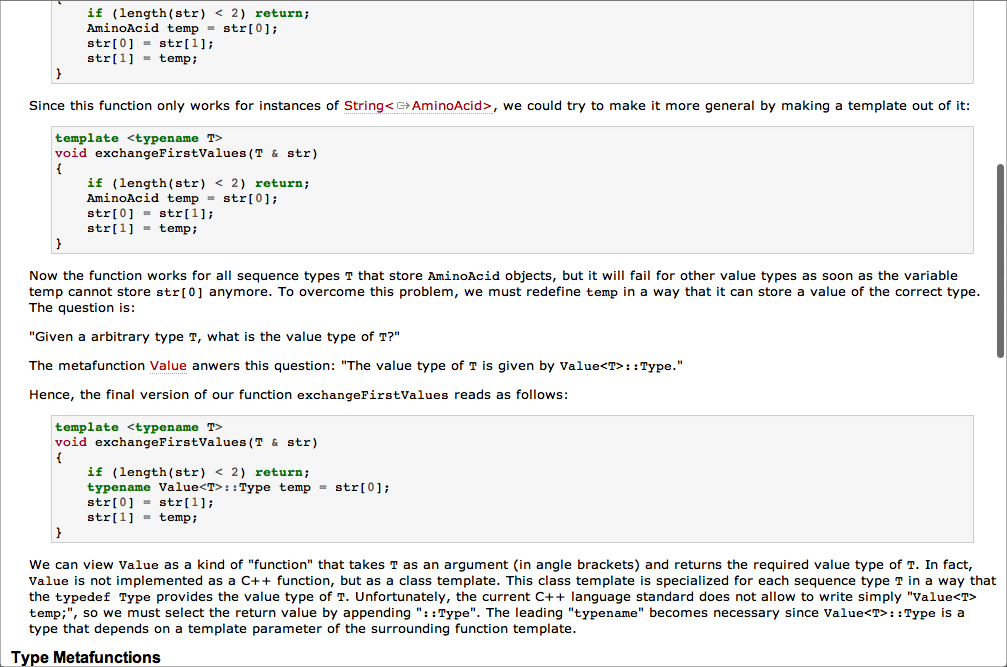 if (length(str) < 2) return;
AminoAcid temp = str[0];
str[0] = str[1];
str[1] = temp;
}
Since this function only works for instances of String<AminoAcid>, we could try to make it more general by making a template out of it:
template <typename T>
void exchangeFirstValues(T & str)
{
if (length(str) < 2) return;
AminoAcid temp = str[0];
str[0] = str[1];
str[1] = temp;
}
Now the function works for all sequence types T that store AminoAcid objects, but it will fail for other value types as soon as the variable
temp cannot store str[0] anymore. To overcome this problem, we must redefine temp in a way that it can store a value of the correct type.
The question is:
"Given a arbitrary type T, what is the value type of T?"
The metafunction Value anwers this question: "The value type of T is given by Value<T>::Type."
Hence, the final version of our function exchangeFirstValues reads as follows:
template <typename T>
void exchangeFirstValues(T & str)
{
if (length(str) < 2) return;
typename Value<T>::Type temp = str[0];
str[0] = str[1];
str[1] = temp;
}
We can view Value as a kind of "function" that takes T as an argument (in angle brackets) and returns the required value type of T. In fact,
Value is not implemented as a C++ function, but as a class template. This class template is specialized for each sequence type T in a way that
the typedef Type provides the value type of T. Unfortunately, the current C++ language standard does not allow to write simply "Value<T>
temp;", so we must select the return value by appending "::Type". The leading "typename" becomes necessary since Value<T>::Type is a
type that depends on a template parameter of the surrounding function template.
Type Metafunctions